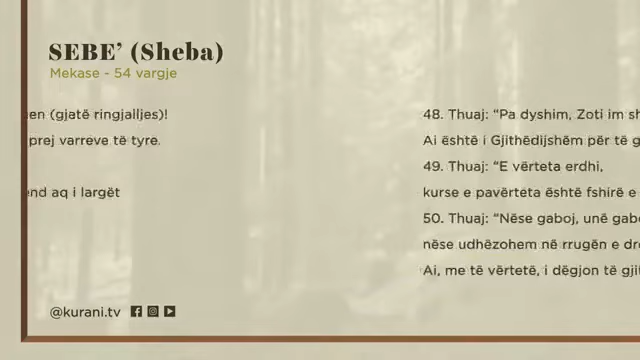 SEBE’ (Sheba)
Mekase - 54 vargje
en (gjatë ringjalljes)!
prej varreve të tyre.
end aq i largët
48. Thuaj: “Pa dyshim, Zoti im
Ai është i Gjithëdijshëm për të
49. Thuaj: “E vërteta erdhi,
kurse e pavërteta është fshirë e
50. Thuaj: “Nëse gaboj, unë
nëse udhëzohem në rrugën e
Ai, me të vërtetë, i dëgjon të
@kurani.tv